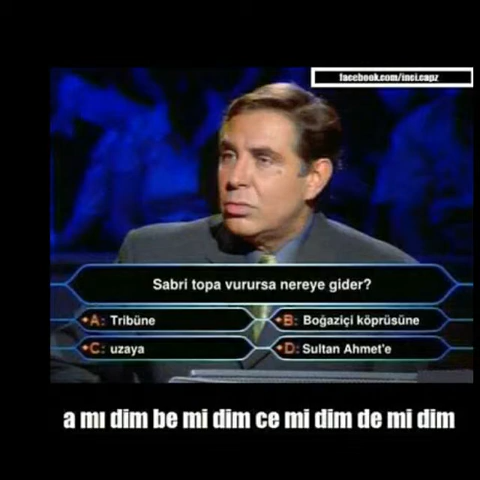 facebook.com/inci.capz
Sabri topa vurursa nereye gider?
A: Tribüne
B: Boğaziçi köprüsüne
C: uzaya
D: Sultan Ahmet'e
a mı dim be mi dim ce mi dim de mi dim